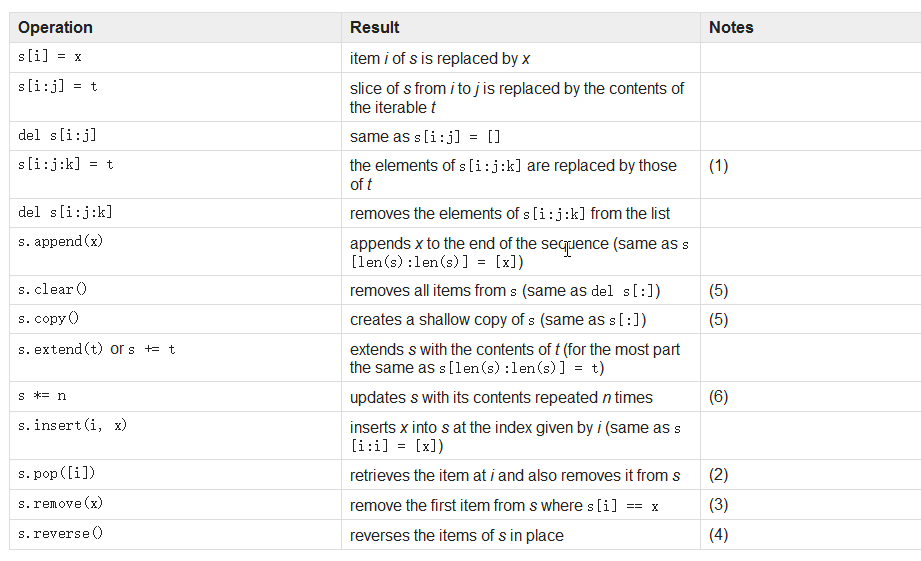 Operation Result Notes
s[i] = x item i of s is replaced by x
s[i:j] = t slice of s from i to j is replaced by the contents of
the iterable t
del s[i:j] same as s[i:j] = []
s[i:j:k] = t the elements of s[i:j:k] are replaced by those (1)
of t
del s[i:j:k] removes the elements of s[i:j:k] from the list
s.append(x) appends x to the end of the sequence (same as s
[len(s):len(s)] = [x])
s.clear() removes all items from s (same as del s[:]) (5)
s.copy() creates a shallow copy of s (same as s[:]) (5)
s.extend(t) or s += t extends s with the contents of t (for the most part
the same as s[len(s):len(s)] = t)
s *= n updates s with its contents repeated n times (6)
s.insert(i, x) inserts x into s at the index given by i (same as s
[i:i] = [x])
s.pop([i]) retrieves the item at i and also removes it from s (2)
s.remove(x) remove the first item from s where s[i] == x (3)
s.reverse() reverses the items of s in place (4)